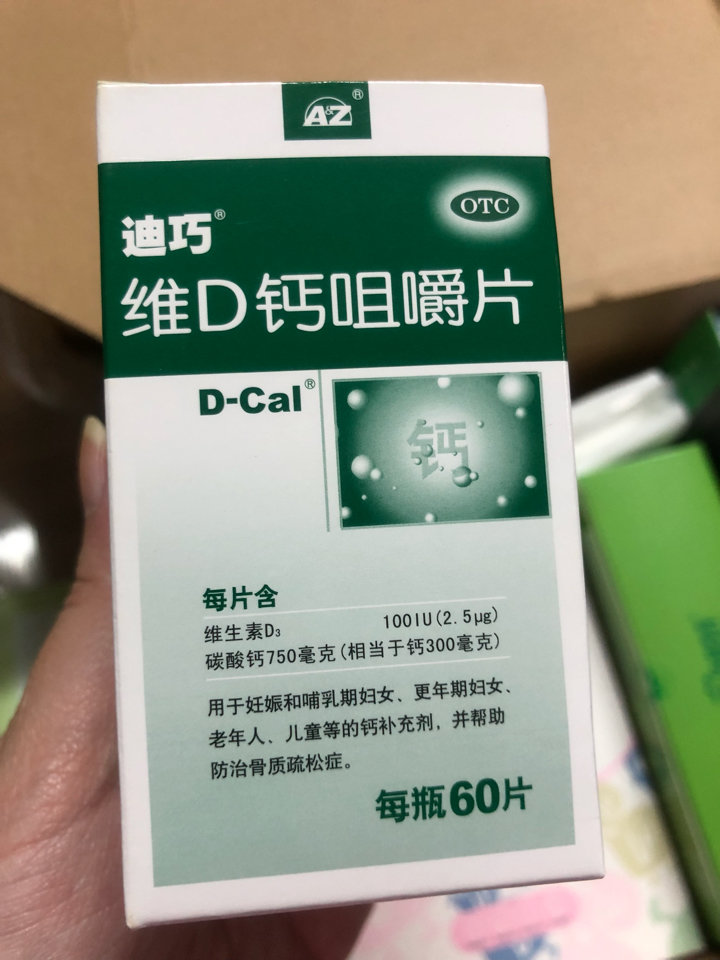 A&Z®
OTC
迪巧®
维D钙咀嚼片
D-Cal®
钙
每片含
维生素D₃ 100IU(2.5μg)
碳酸钙750毫克(相当于钙300毫克)
用于妊娠和哺乳期妇女、更年期妇女、
老年人、儿童等的钙补充剂，并帮助
防治骨质疏松症。
每瓶60片